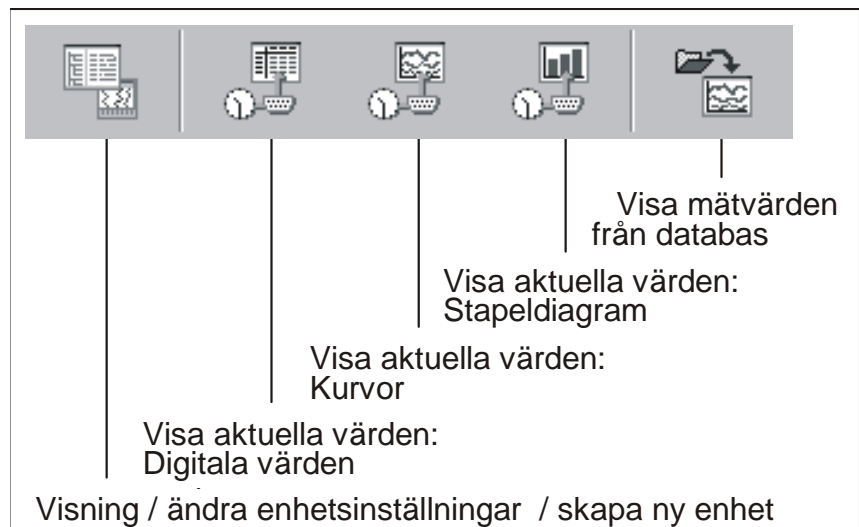 Visa mätvärden
från databas
Visa aktuella värden:
Stapeldiagram
Visa aktuella värden:
Kurvor
Visa aktuella värden:
Digitala värden
Visning / ändra enhetsinställningar / skapa ny enhet